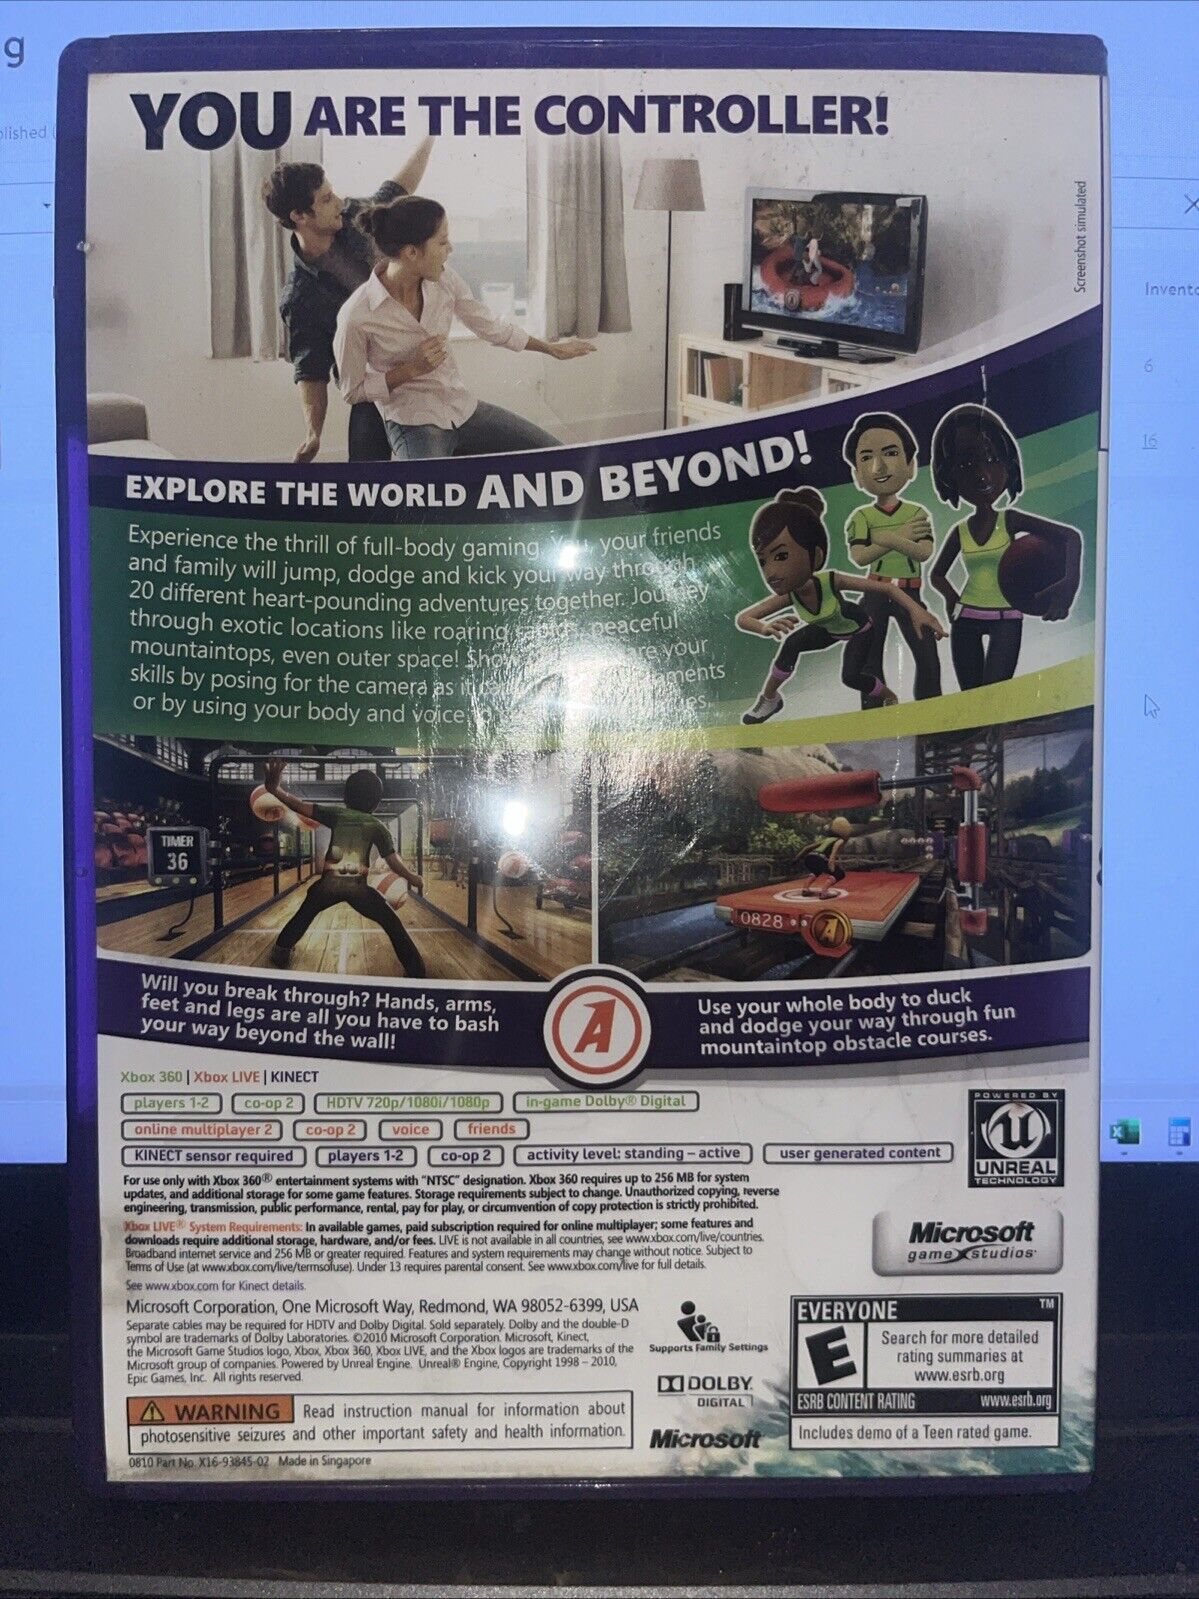 g
YOU ARE THE CONTROLLER!
Screenshot simulated
EXPLORE THE WORLD AND BEYOND!
Experience the thrill of full-body gaming. your friends
and family will jump, dodge and kick your way through
20 different heart-pounding adventures together. Journey
through exotic locations like roaring rapids, peaceful
mountaintops, even outer space! your
skills by posing for the camera as it
or by using your body and voice
TIMER
36
0828
A
Will you break through? Hands, arms,
feet and legs are all you have to bash
your way beyond the wall!
A
Use your whole body to duck
and dodge your way through fun
mountaintop obstacle courses.
Xbox 360 | Xbox LIVE | KINECT
players 1-2 co-op 2 HDTV 720p/1080i/1080p in-game Dolby® Digital
online multiplayer 2 co-op 2 voice friends
KINECT sensor required players 1-2 co-op 2 activity level: standing – active user generated content
For use only with Xbox 360® entertainment systems with "NTSC" designation. Xbox 360 requires up to 256 MB for system
updates, and additional storage for some game features. Storage requirements subject to change. Unauthorized copying, reverse
engineering, transmission, public performance, rental, pay for play, or circumvention of copy protection is strictly prohibited.
Xbox LIVE® System Requirements: In available games, paid subscription required for online multiplayer; some features and
downloads require additional storage, hardware, and/or fees. LIVE is not available in all countries, see www.xbox.com/live/countries.
Broadband internet service and 256 MB or greater required. Features and system requirements may change without notice. Subject to
Terms of Use (at www.xbox.com/live/termsofuse). Under 13 requires parental consent. See www.xbox.com/live for full details.
See www.xbox.com for Kinect details.
Microsoft Corporation, One Microsoft Way, Redmond, WA 98052-6399, USA
Separate cables may be required for HDTV and Dolby Digital. Sold separately. Dolby and the double-D
symbol are trademarks of Dolby Laboratories. ©2010 Microsoft Corporation. Microsoft, Kinect,
the Microsoft Game Studios logo, Xbox, Xbox 360, Xbox LIVE, and the Xbox logos are trademarks of the
Microsoft group of companies. Powered by Unreal Engine. Unreal® Engine, Copyright 1998 – 2010,
Epic Games, Inc. All rights reserved.
WARNING Read instruction manual for information about
photosensitive seizures and other important safety and health information.
0810 Part No. X16-93845-02 Made in Singapore
Supports Family Settings
DOLBY
DIGITAL
Microsoft
POWERED BY
UNREAL
TECHNOLOGY
Microsoft
game studios
EVERYONE TM
E
Search for more detailed
rating summaries at
www.esrb.org
ESRB CONTENT RATING www.esrb.org
Includes demo of a Teen rated game.
6
16